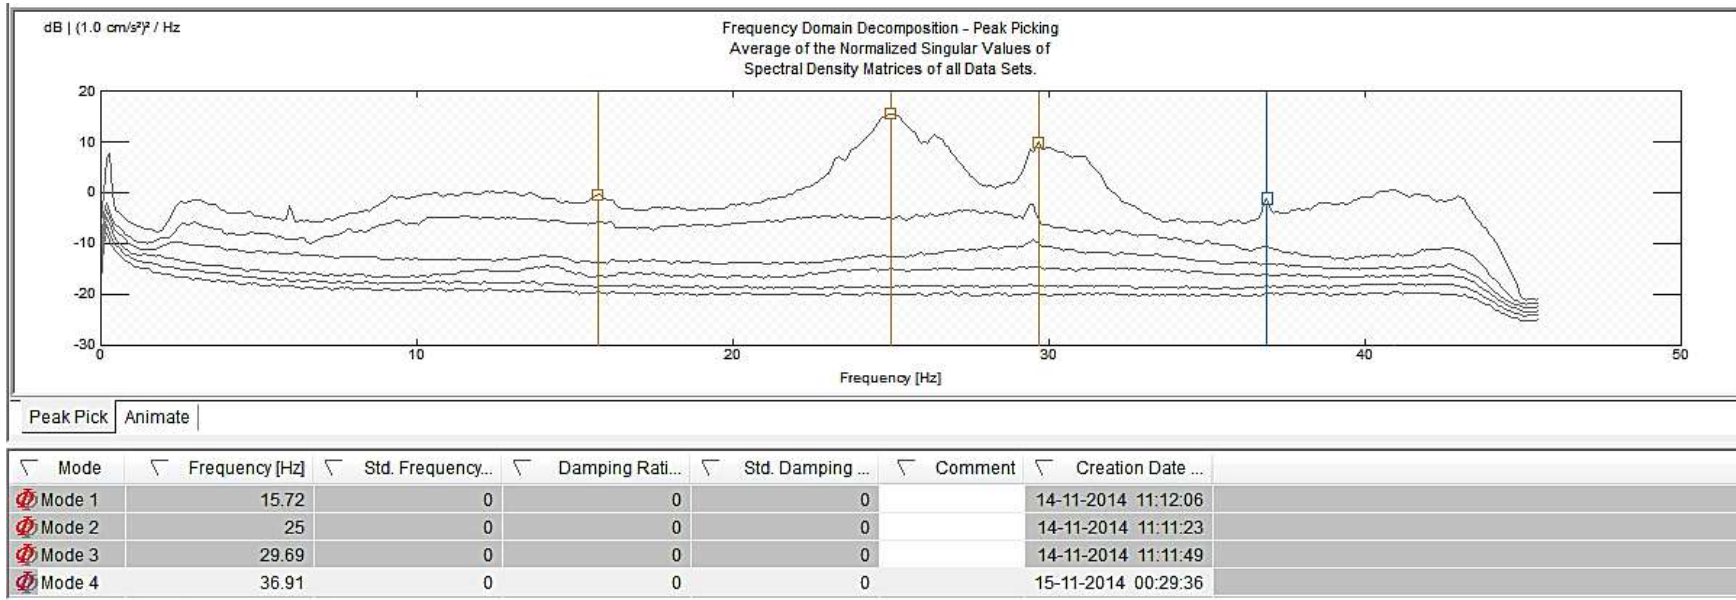 dB | (1.0 cm/s²)² / Hz
Frequency Domain Decomposition - Peak Picking
Average of the Normalized Singular Values of
Spectral Density Matrices of all Data Sets.
20
10
0
-10
-20
-30
0 10 20 30 40 50
Frequency [Hz]
Peak Pick Animate
Mode Frequency [Hz] Std. Frequency... Damping Rati... Std. Damping ... Comment Creation Date ...
Φ Mode 1 15.72 0 0 0 14-11-2014 11:12:06
Φ Mode 2 25 0 0 0 14-11-2014 11:11:23
Φ Mode 3 29.69 0 0 0 14-11-2014 11:11:49
Φ Mode 4 36.91 0 0 0 15-11-2014 00:29:36